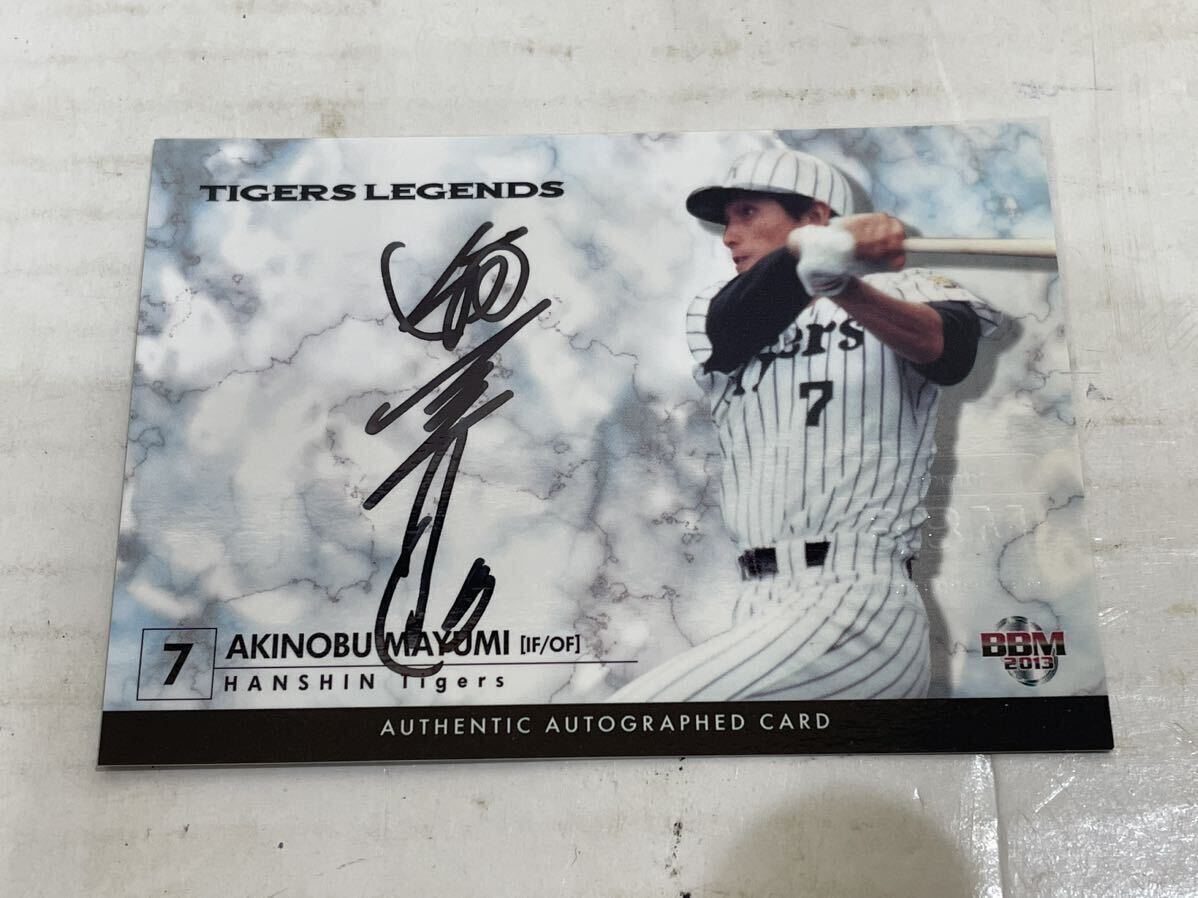 TIGERS LEGENDS
Tigers
7
7
AKINOBU MAYUMI [IF/OF]
HANSHIN Tigers
BBM
2013
AUTHENTIC AUTOGRAPHED CARD